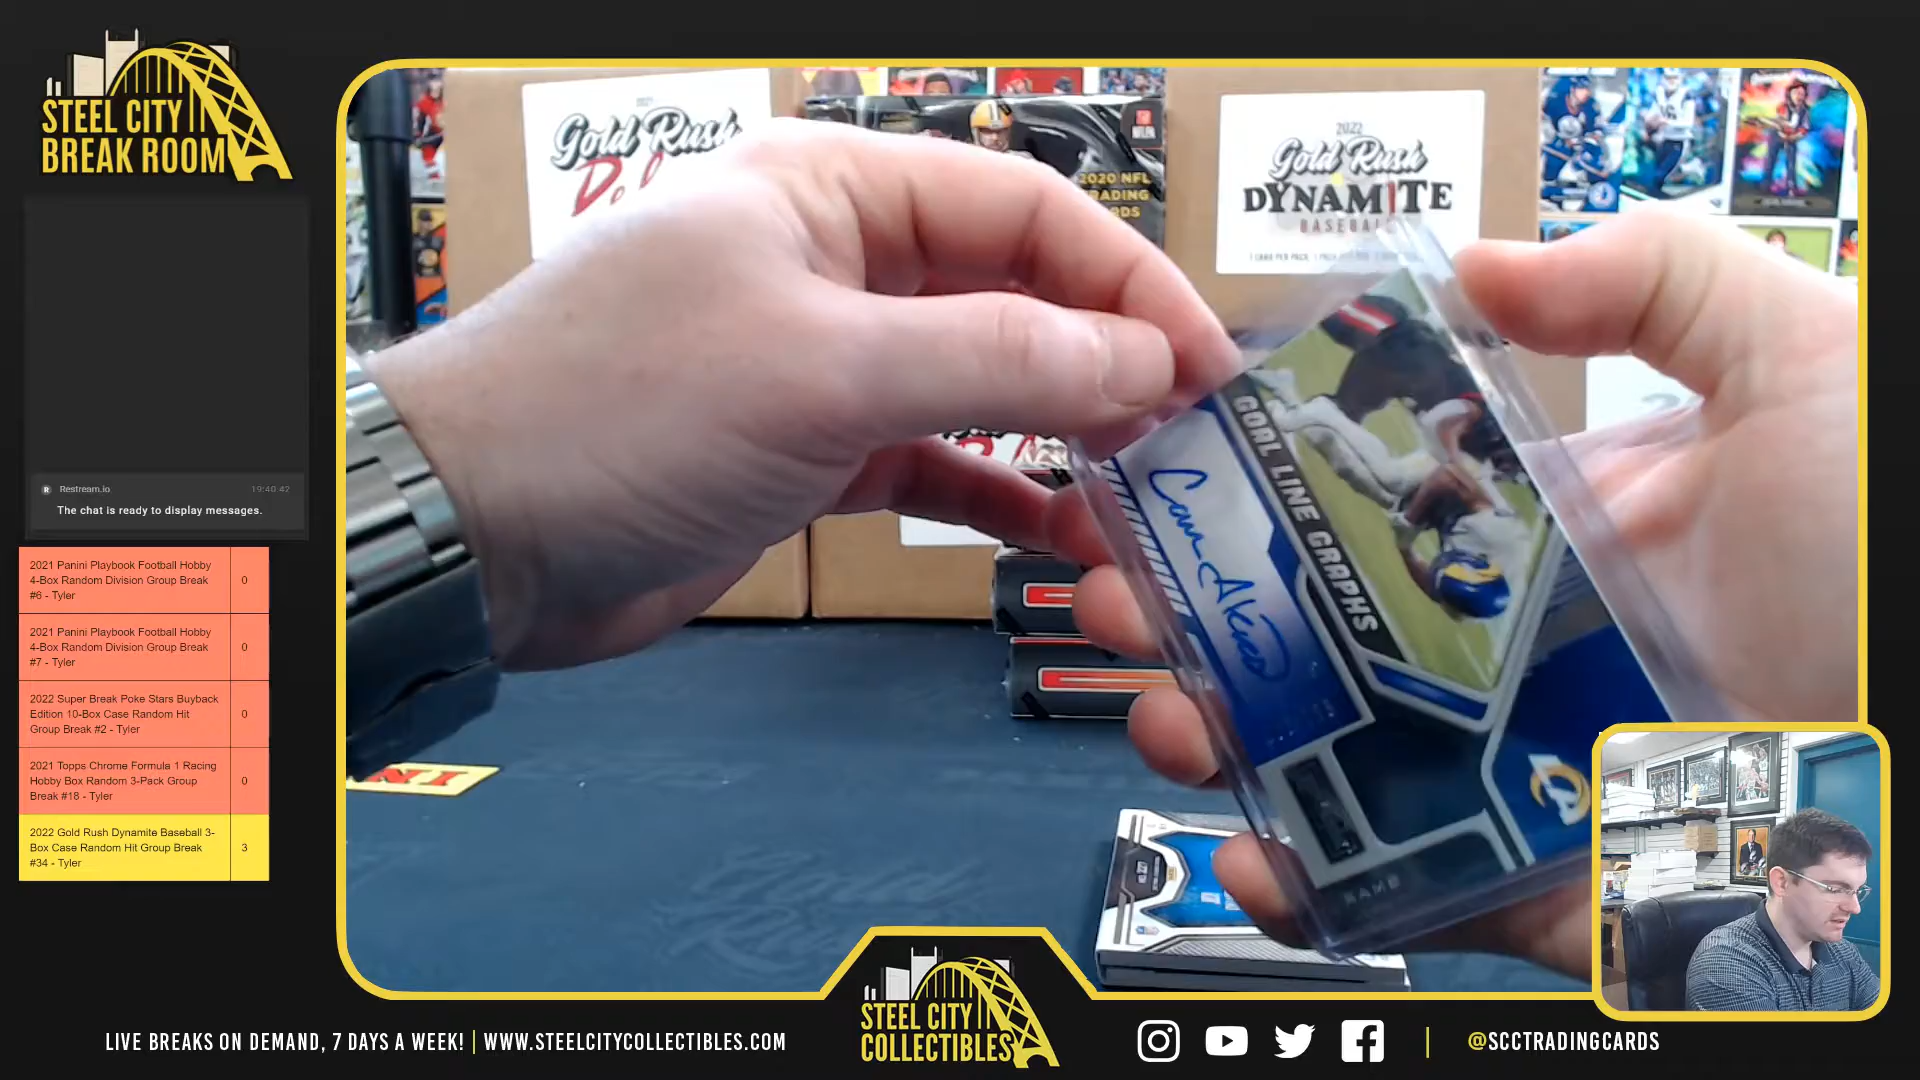 STEEL CITY
BREAK ROOM
Restream.io
19:40:42
The chat is ready to display messages.
2021 Panini Playbook Football Hobby
4-Box Random Division Group Break
#6 - Tyler
0
2021 Panini Playbook Football Hobby
4-Box Random Division Group Break
#7 - Tyler
0
2022 Super Break Poke Stars Buyback
Edition 10-Box Case Random Hit
Group Break #2 - Tyler
0
2021 Topps Chrome Formula 1 Racing
Hobby Box Random 3-Pack Group
Break #18 - Tyler
0
2022 Gold Rush Dynamite Baseball 3-
Box Case Random Hit Group Break
#34 - Tyler
3
Gold Rush
2020 NFL
2022
Gold Rush
DYNAMITE
BASEBALL
GOAL LINE GRAPHS
Cam Akers
STEEL CITY
COLLECTIBLES
LIVE BREAKS ON DEMAND, 7 DAYS A WEEK! | WWW.STEELCITYCOLLECTIBLES.COM
@SCCTRADINGCARDS